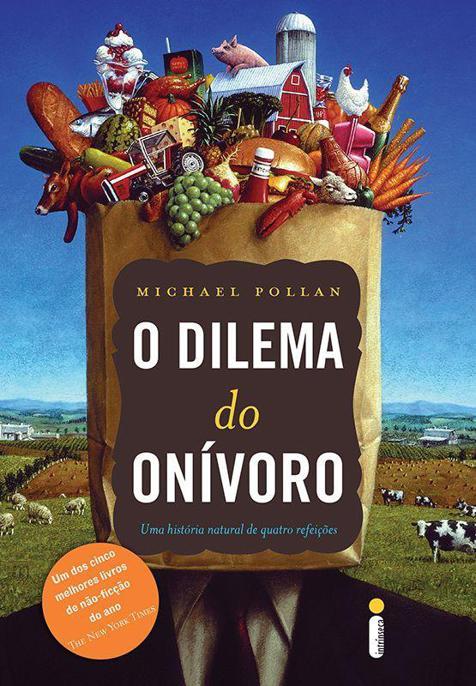 MICHAEL POLLAN
O DILEMA
do
ONÍVORO
Uma história natural de quatro refeições
Um dos cinco
melhores livros
de não-ficção
do ano
THE NEW YORK TIMES
intrínseca